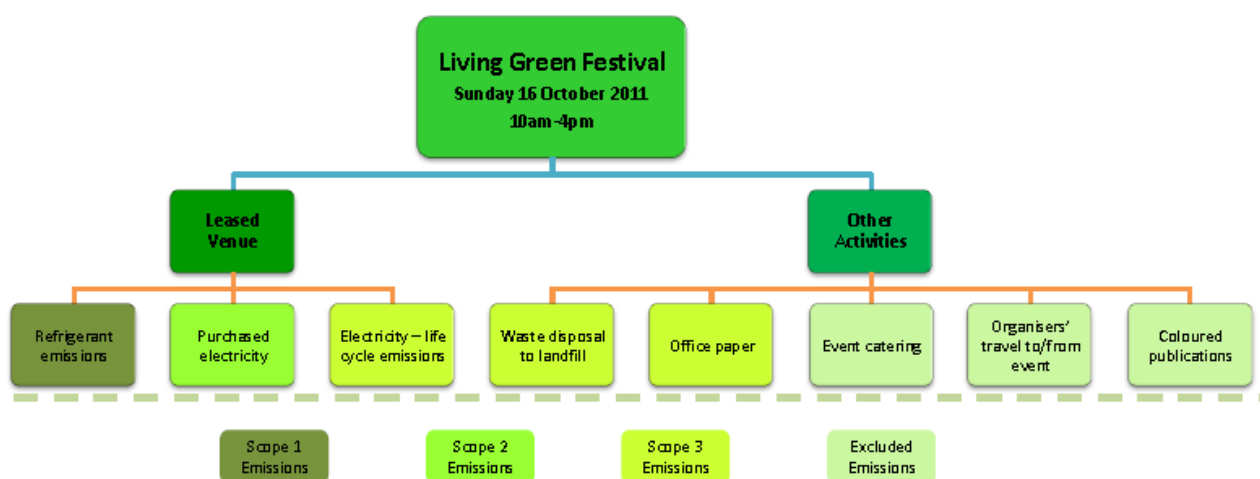 Living Green Festival
Sunday 16 October 2011
10am-4pm
Leased
Venue
Other
Activities
Refrigerant
emissions
Purchased
electricity
Electricity – life
cycle emissions
Waste disposal
to landfill
Office paper
Event catering
Organisers'
travel to/from
event
Coloured
publications
Scope 1
Emissions
Scope 2
Emissions
Scope 3
Emissions
Excluded
Emissions